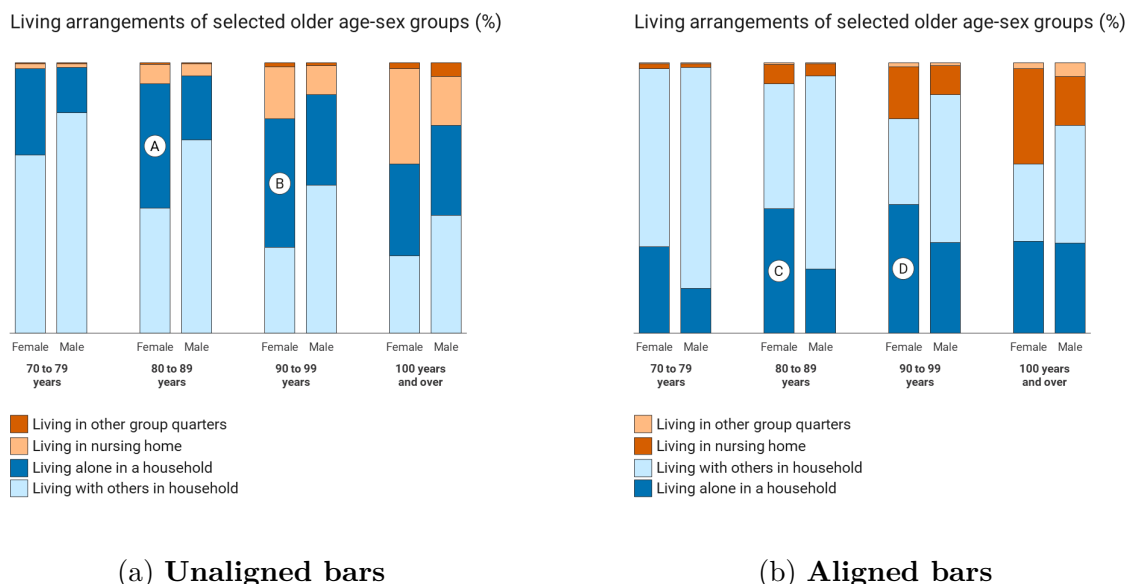 Living arrangements of selected older age-sex groups (%)
A
B
Female Male Female Male Female Male Female Male
70 to 79 years
80 to 89 years
90 to 99 years
100 years and over
Living in other group quarters
Living in nursing home
Living alone in a household
Living with others in household
(a) Unaligned bars
Living arrangements of selected older age-sex groups (%)
C
D
Female Male Female Male Female Male Female Male
70 to 79 years
80 to 89 years
90 to 99 years
100 years and over
Living in other group quarters
Living in nursing home
Living with others in household
Living alone in a household
(b) Aligned bars